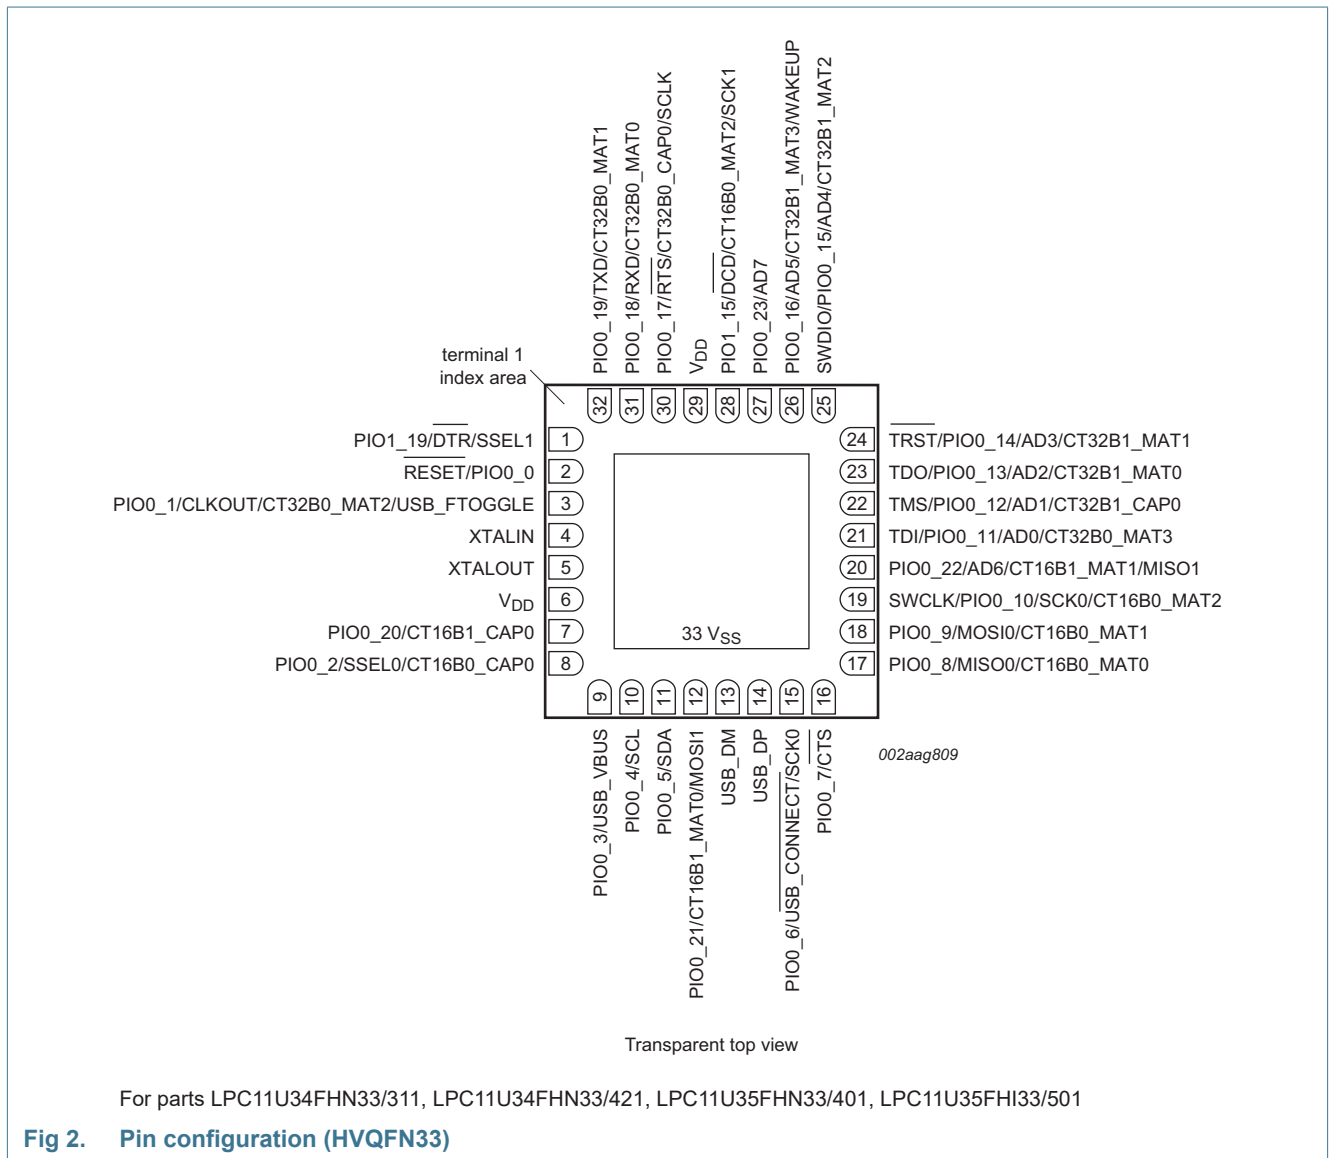 PIO0_19/TXD/CT32B0_MAT1
PIO0_18/RXD/CT32B0_MAT0
PIO0_17/RTS/CT32B0_CAP0/SCLK
VDD
PIO1_15/DCD/CT16B0_MAT2/SCK1
PIO0_23/AD7
PIO0_16/AD5/CT32B1_MAT3/WAKEUP
SWDIO/PIO0_15/AD4/CT32B1_MAT2
terminal 1
index area
32 31 30 29 28 27 26 25
PIO1_19/DTR/SSEL1 1
RESET/PIO0_0 2
PIO0_1/CLKOUT/CT32B0_MAT2/USB_FTOGGLE 3
XTALIN 4
XTALOUT 5
VDD 6
PIO0_20/CT16B1_CAP0 7
PIO0_2/SSEL0/CT16B0_CAP0 8
24 TRST/PIO0_14/AD3/CT32B1_MAT1
23 TDO/PIO0_13/AD2/CT32B1_MAT0
22 TMS/PIO0_12/AD1/CT32B1_CAP0
21 TDI/PIO0_11/AD0/CT32B0_MAT3
20 PIO0_22/AD6/CT16B1_MAT1/MISO1
19 SWCLK/PIO0_10/SCK0/CT16B0_MAT2
18 PIO0_9/MOSI0/CT16B0_MAT1
17 PIO0_8/MISO0/CT16B0_MAT0
33 VSS
9 10 11 12 13 14 15 16
PIO0_3/USB_VBUS
PIO0_4/SCL
PIO0_5/SDA
PIO0_21/CT16B1_MAT0/MOSI1
USB_DM
USB_DP
PIO0_6/USB_CONNECT/SCK0
PIO0_7/CTS
002aag809
Transparent top view
For parts LPC11U34FHN33/311, LPC11U34FHN33/421, LPC11U35FHN33/401, LPC11U35FHI33/501
Fig 2. Pin configuration (HVQFN33)